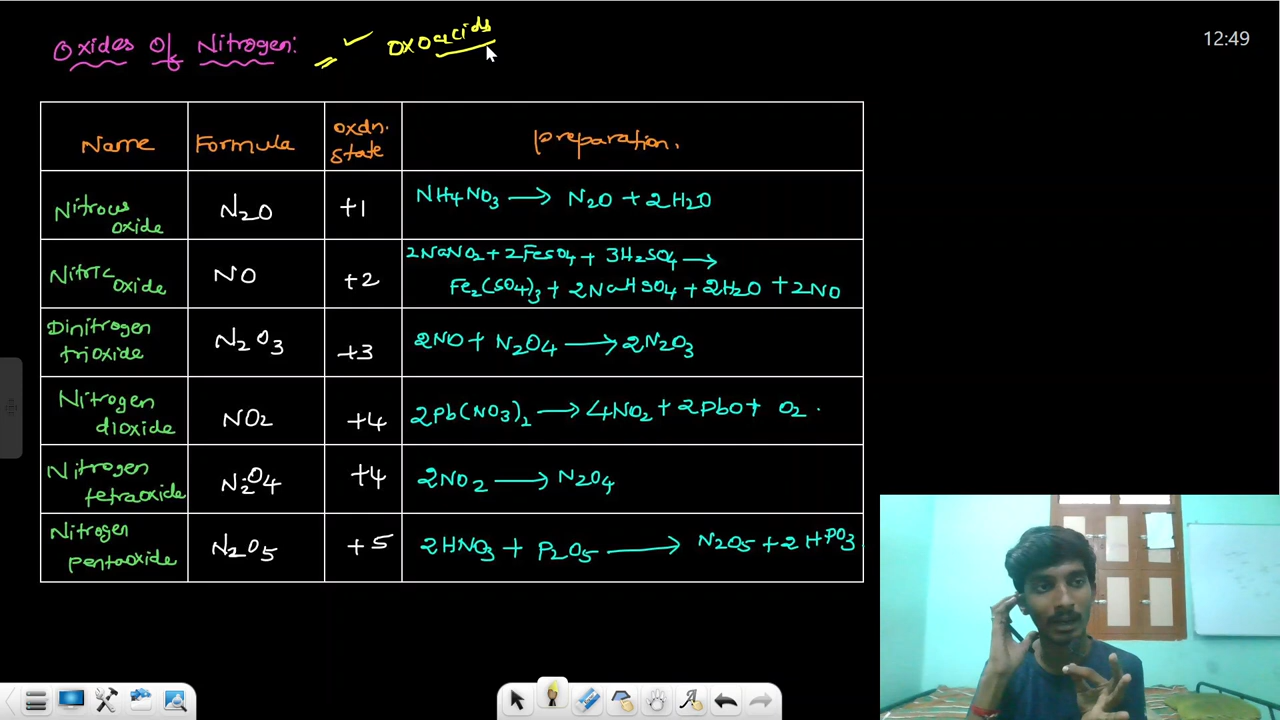 Oxides Of Nitrogen: Oxoacids
12:49
Name Formula oxdn. state preparation.
Nitrous oxide N2O +1 NH4NO3 → N2O + 2H2O
Nitric oxide NO +2 2NaNO2 + 2FeSO4 + 3H2SO4 →
Fe2(SO4)3 + 2NaHSO4 + 2H2O + 2NO
Dinitrogen trioxide N2O3 +3 2NO + N2O4 → 2N2O3
Nitrogen dioxide NO2 +4 2Pb(NO3)2 → 4NO2 + 2PbO + O2.
Nitrogen tetraoxide N2O4 +4 2NO2 → N2O4
Nitrogen pentaoxide N2O5 +5 2HNO3 + P2O5 → N2O5 + 2HPO3